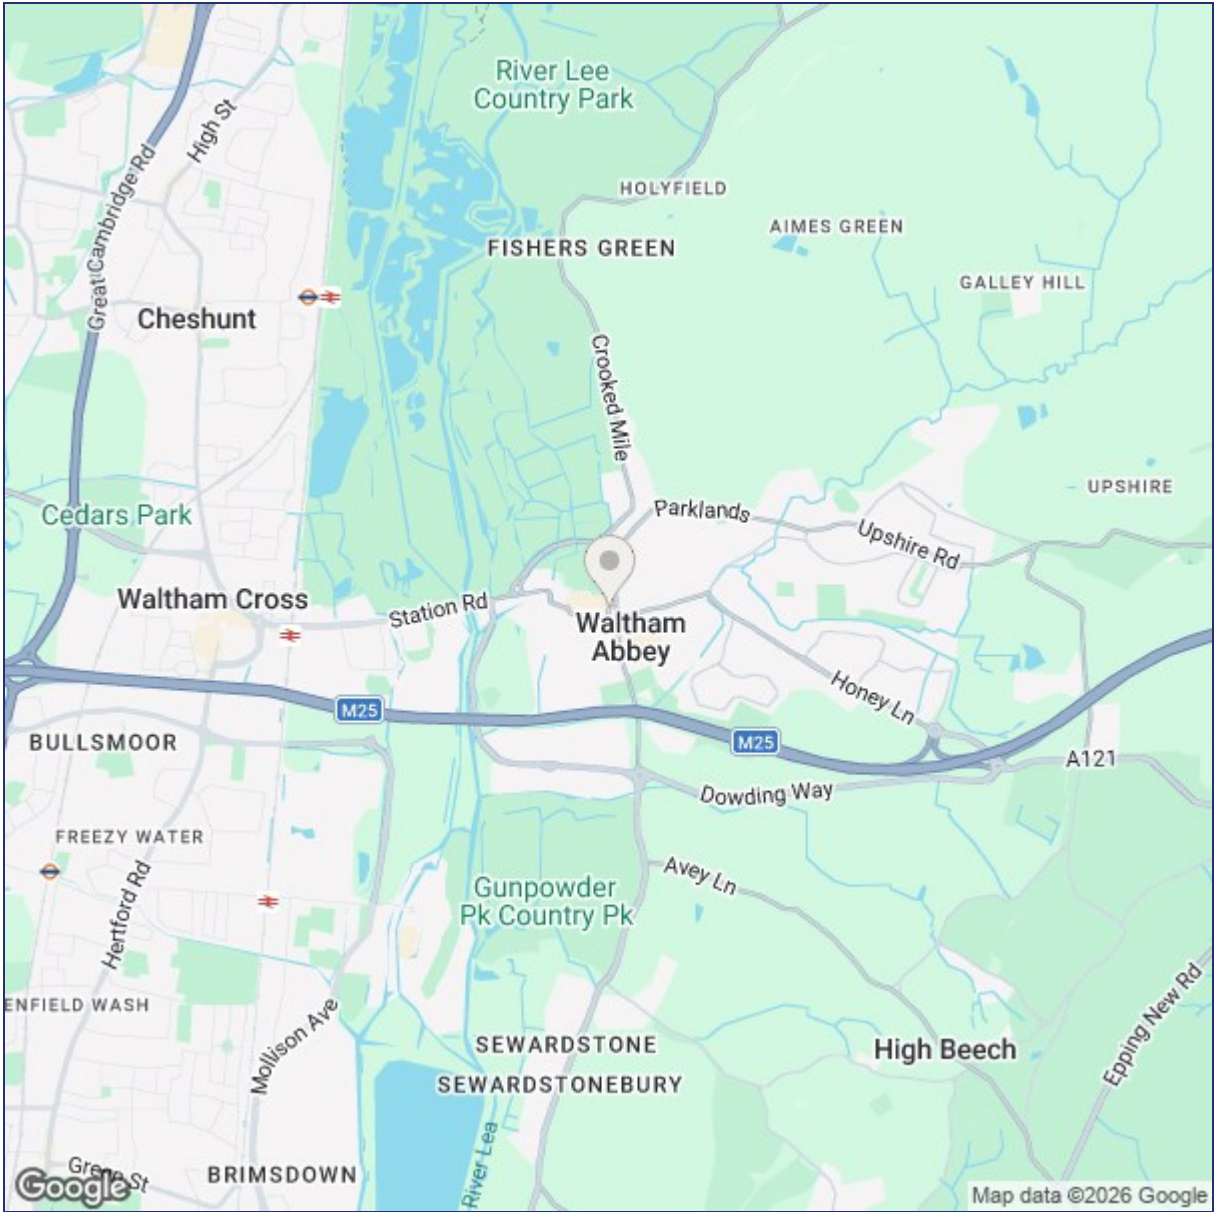 River Lee
Country Park
High St
HOLYFIELD
Great Cambridge Rd
AIMES GREEN
FISHERS GREEN
GALLEY HILL
Cheshunt
Crooked Mile
UPSHIRE
Cedars Park
Parklands
Upshire Rd
Waltham Cross
Station Rd
Waltham
Abbey
Honey Ln
M25
BULLSMOOR
M25
A121
Dowding Way
FREEZY WATER
Avey Ln
Hertford Rd
Gunpowder
Pk Country Pk
ENFIELD WASH
Mollison Ave
Epping New Rd
SEWARDSTONE
High Beech
SEWARDSTONEBURY
River Lea
Green St
BRIMSDOWN
Google
Map data ©2026 Google